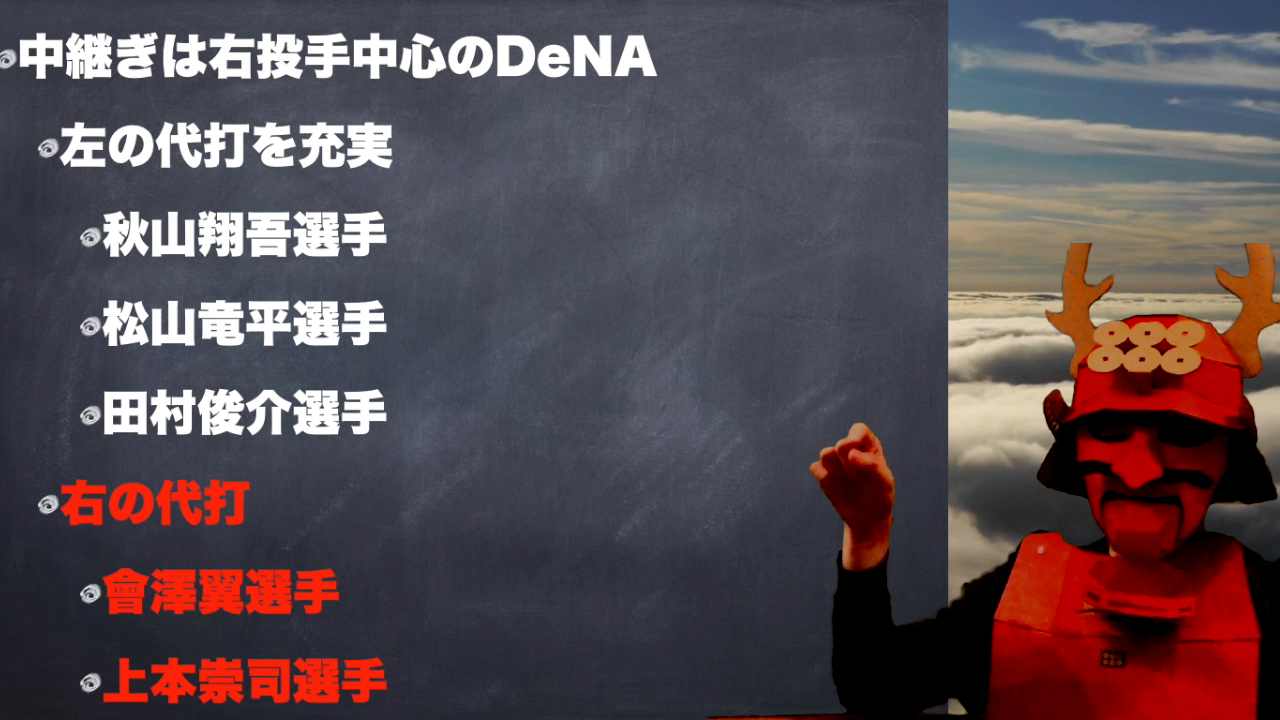 中継ぎは右投手中心のDeNA
左の代打を充実
秋山翔吾選手
松山竜平選手
田村俊介選手
右の代打
會澤翼選手
上本崇司選手